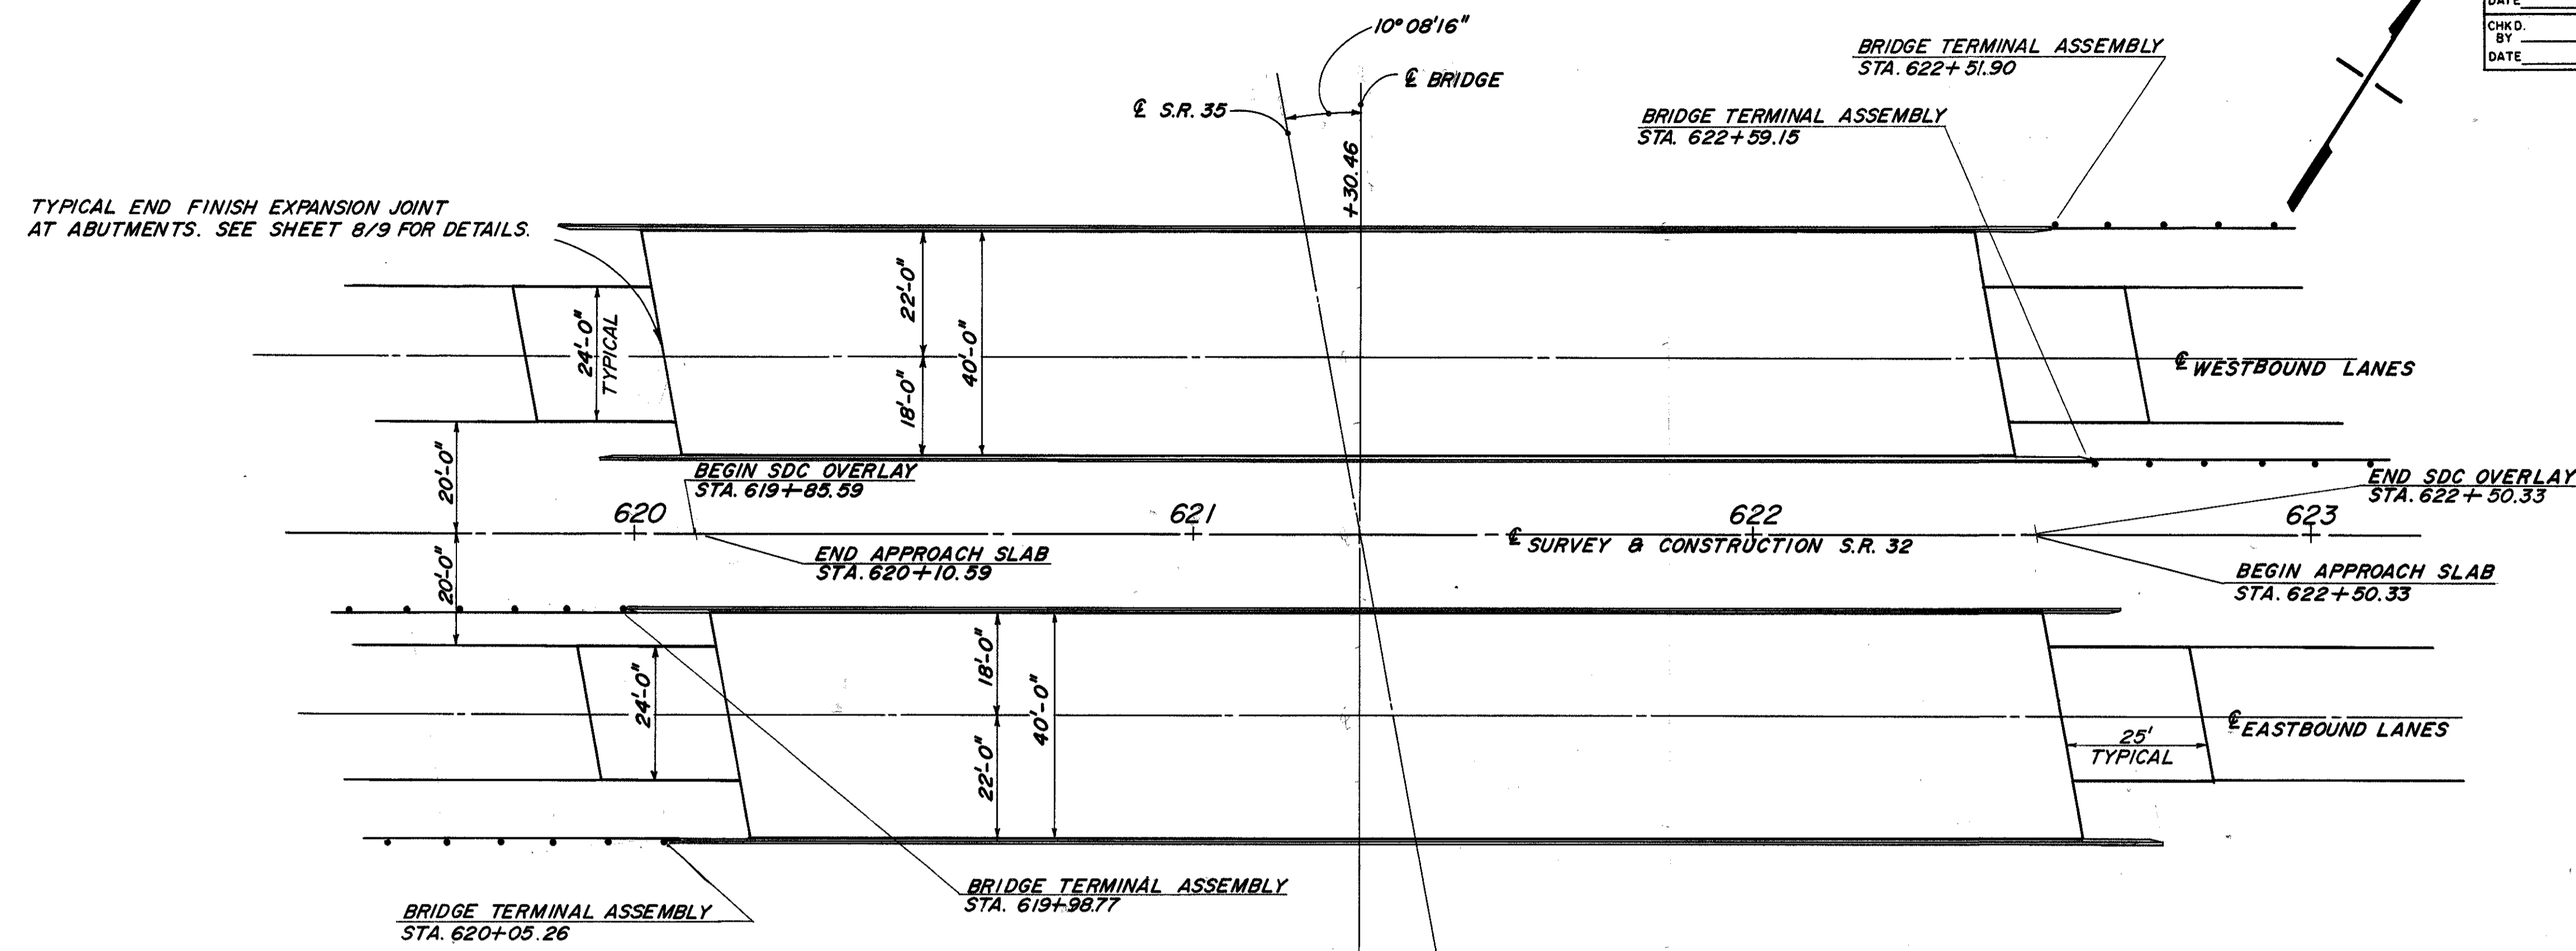 DATE
CHKD.
BY
DATE
10° 08'16"
℄ BRIDGE
℄ S.R. 35
+30.46
BRIDGE TERMINAL ASSEMBLY
STA. 622+51.90
BRIDGE TERMINAL ASSEMBLY
STA. 622+59.15
TYPICAL END FINISH EXPANSION JOINT
AT ABUTMENTS. SEE SHEET 8/9 FOR DETAILS.
24'-0"
TYPICAL
22'-0"
18'-0"
40'-0"
℄ WESTBOUND LANES
20'-0"
20'-0"
BEGIN SDC OVERLAY
STA. 619+85.59
END SDC OVERLAY
STA. 622+50.33
620
621
622
623
END APPROACH SLAB
STA. 620+10.59
℄ SURVEY & CONSTRUCTION S.R. 32
BEGIN APPROACH SLAB
STA. 622+50.33
24'-0"
18'-0"
22'-0"
40'-0"
℄ EASTBOUND LANES
25'
TYPICAL
BRIDGE TERMINAL ASSEMBLY
STA. 619+98.77
BRIDGE TERMINAL ASSEMBLY
STA. 620+05.26